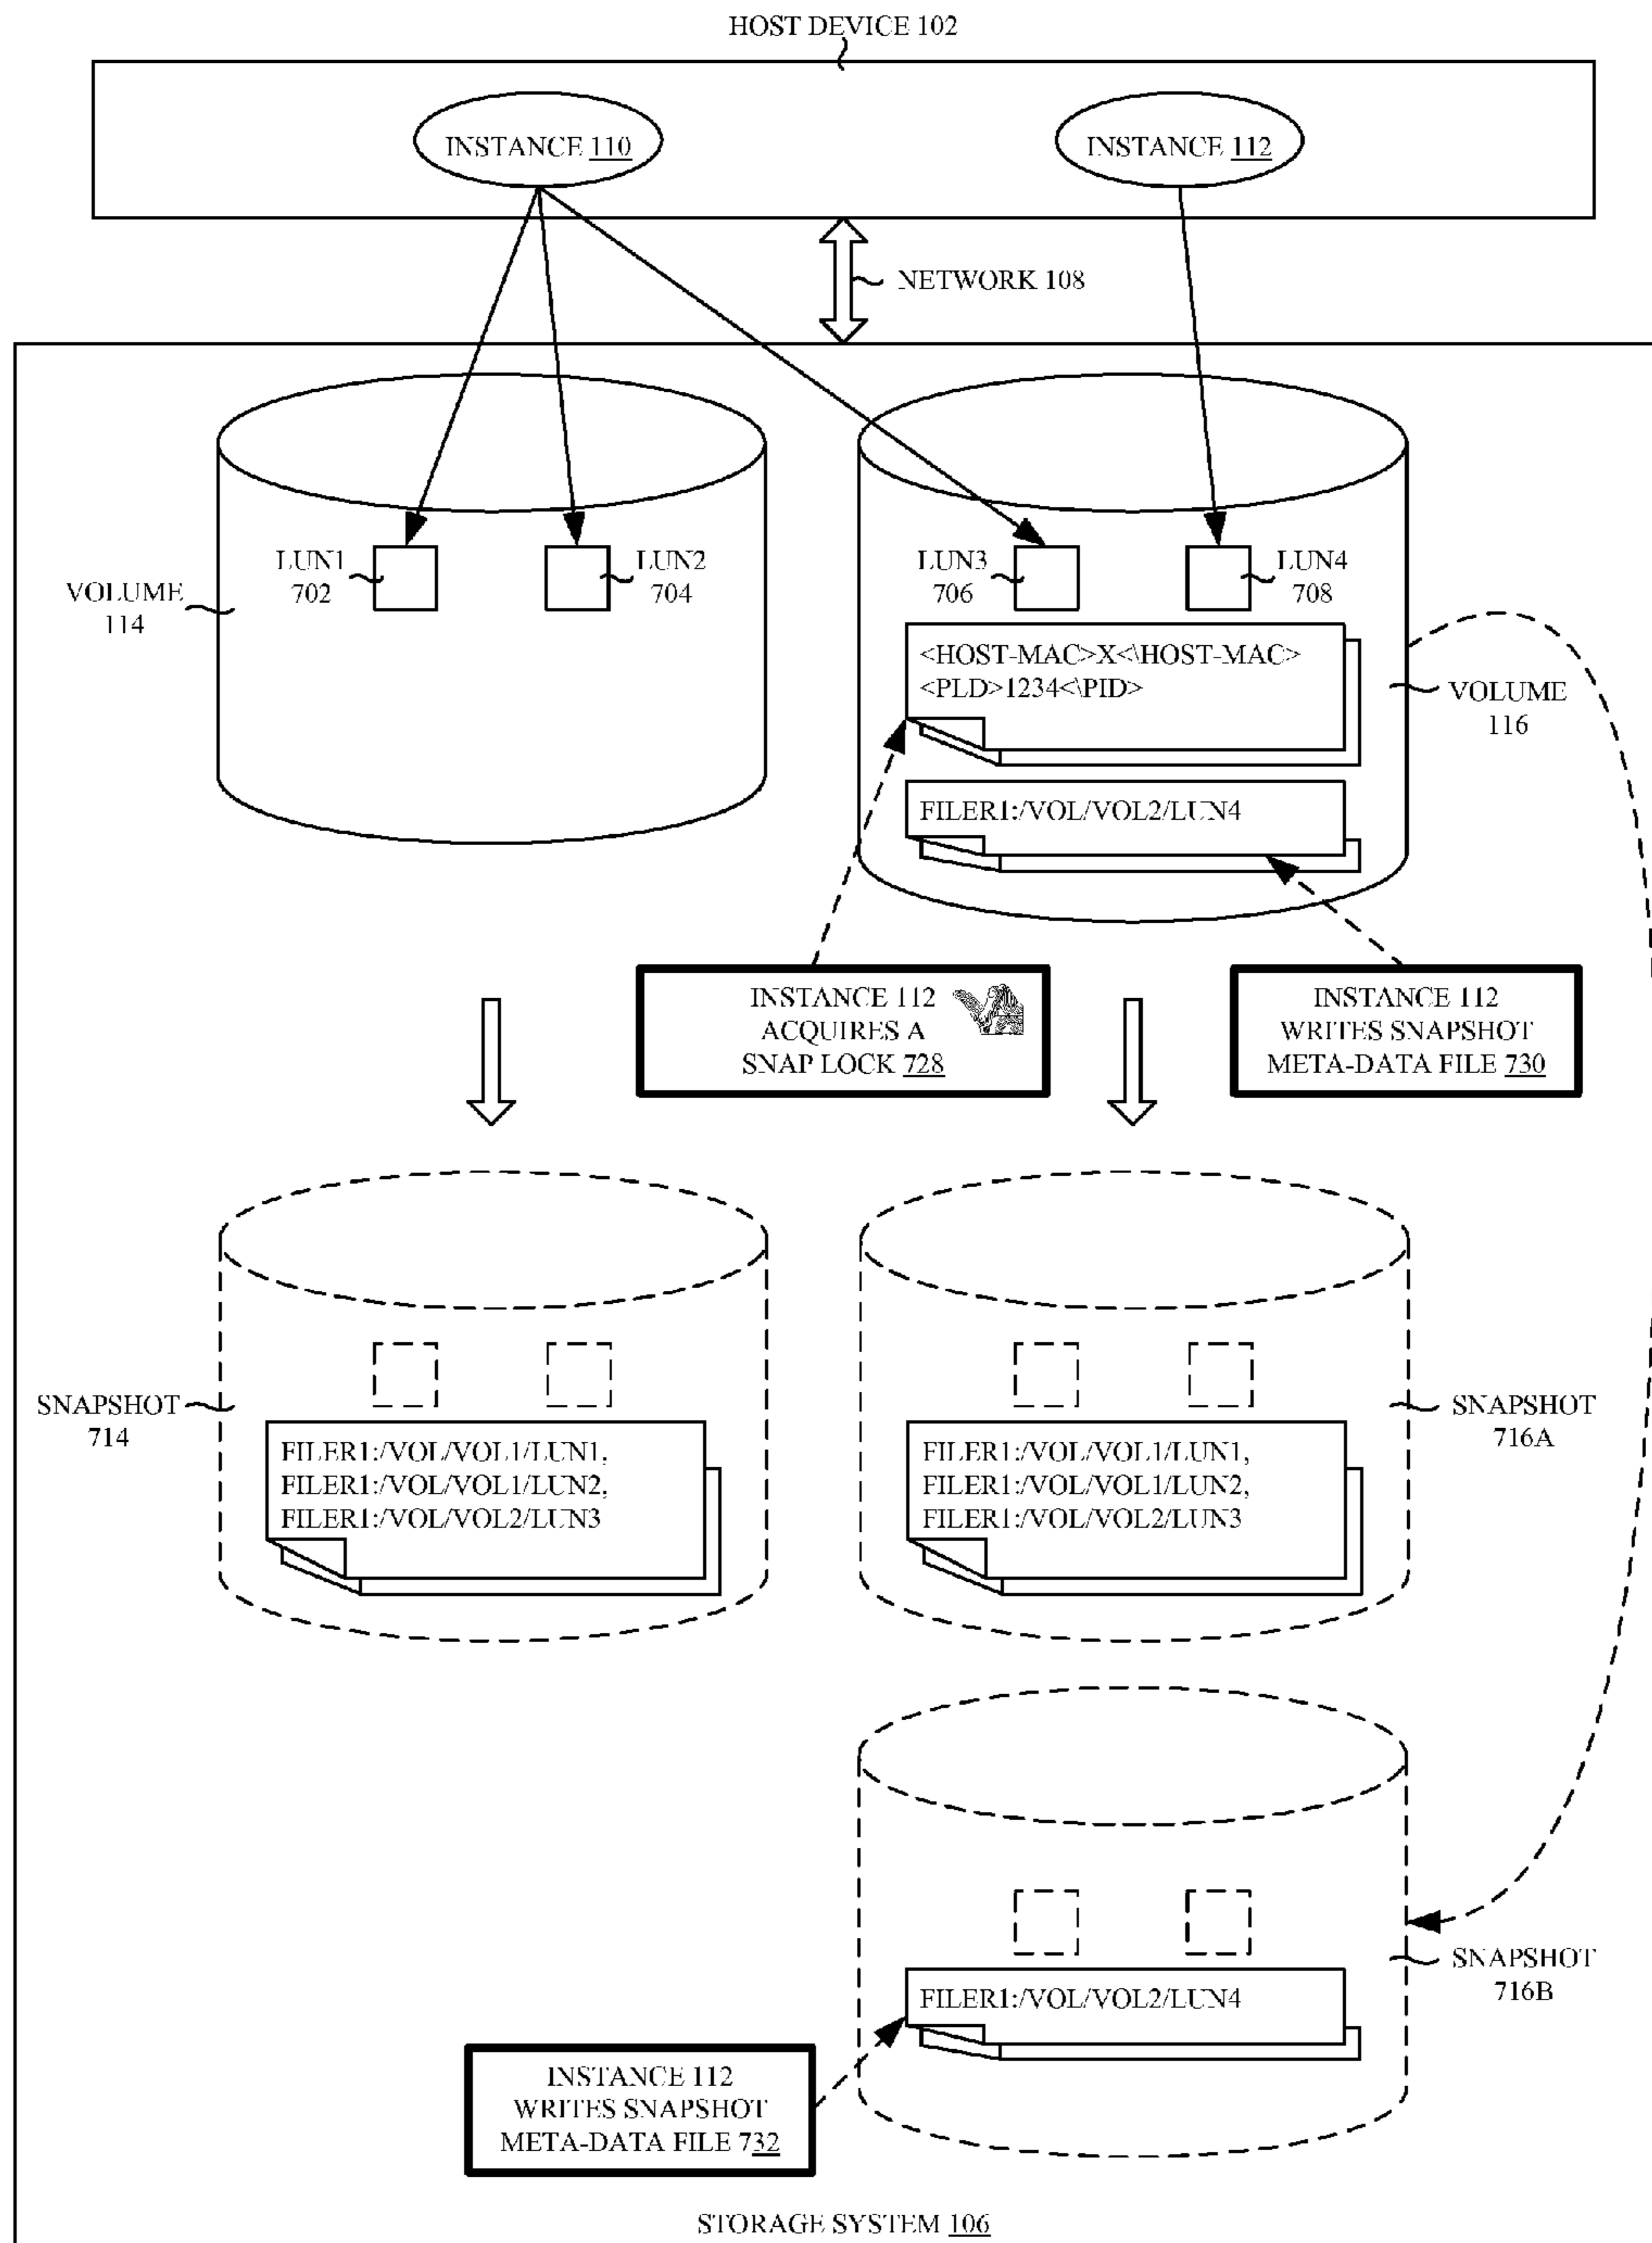 HOST DEVICE 102
INSTANCE 110
INSTANCE 112
NETWORK 108
LUN1
702
LUN2
704
LUN3
706
LUN4
708
VOLUME
114
<HOST-MAC>X<\HOST-MAC>
<PLD>1234<\PID>
VOLUME
116
FILER1:/VOL/VOL2/LUN4
INSTANCE 112
ACQUIRES A
SNAP LOCK 728
INSTANCE 112
WRITES SNAPSHOT
META-DATA FILE 730
SNAPSHOT
714
FILER1:/VOL/VOL1/LUN1,
FILER1:/VOL/VOL1/LUN2,
FILER1:/VOL/VOL2/LUN3
FILER1:/VOL/VOL1/LUN1,
FILER1:/VOL/VOL1/LUN2,
FILER1:/VOL/VOL2/LUN3
SNAPSHOT
716A
FILER1:/VOL/VOL2/LUN4
SNAPSHOT
716B
INSTANCE 112
WRITES SNAPSHOT
META-DATA FILE 732
STORAGE SYSTEM 106